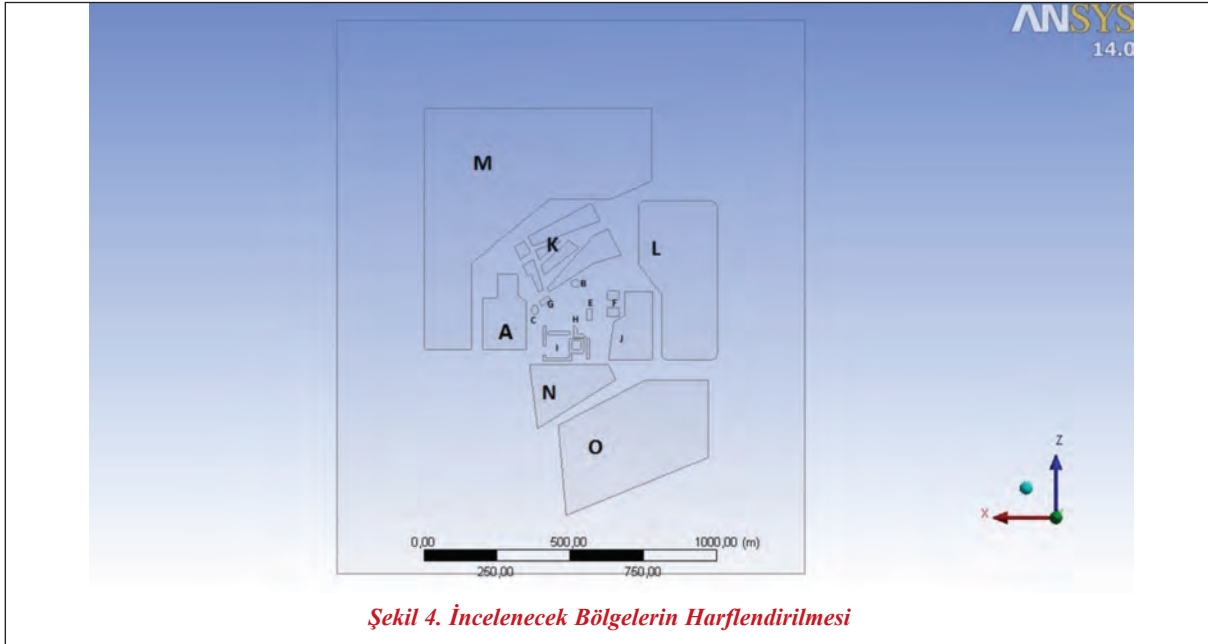 ANSYS
14.0
M
K
L
B
G
E
F
C
H
A
I
J
N
O
Z
X
0,00 500,00 1000,00 (m)
250,00 750,00
Şekil 4. İncelenecek Bölgelerin Harflendirilmesi